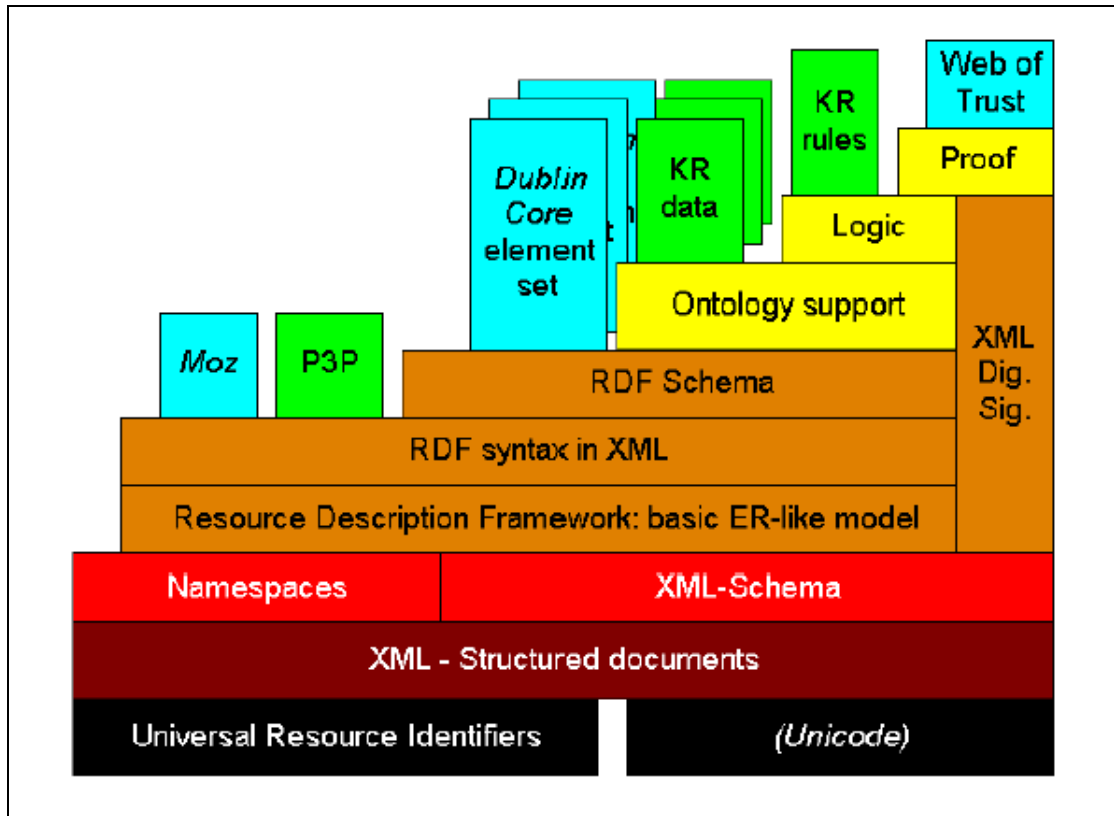 Web of
Trust
KR
rules
Proof
Dublin
Core
element
set
KR
data
Logic
Ontology support
XML
Dig.
Sig.
Moz
P3P
RDF Schema
RDF syntax in XML
Resource Description Framework: basic ER-like model
Namespaces
XML-Schema
XML - Structured documents
Universal Resource Identifiers
(Unicode)